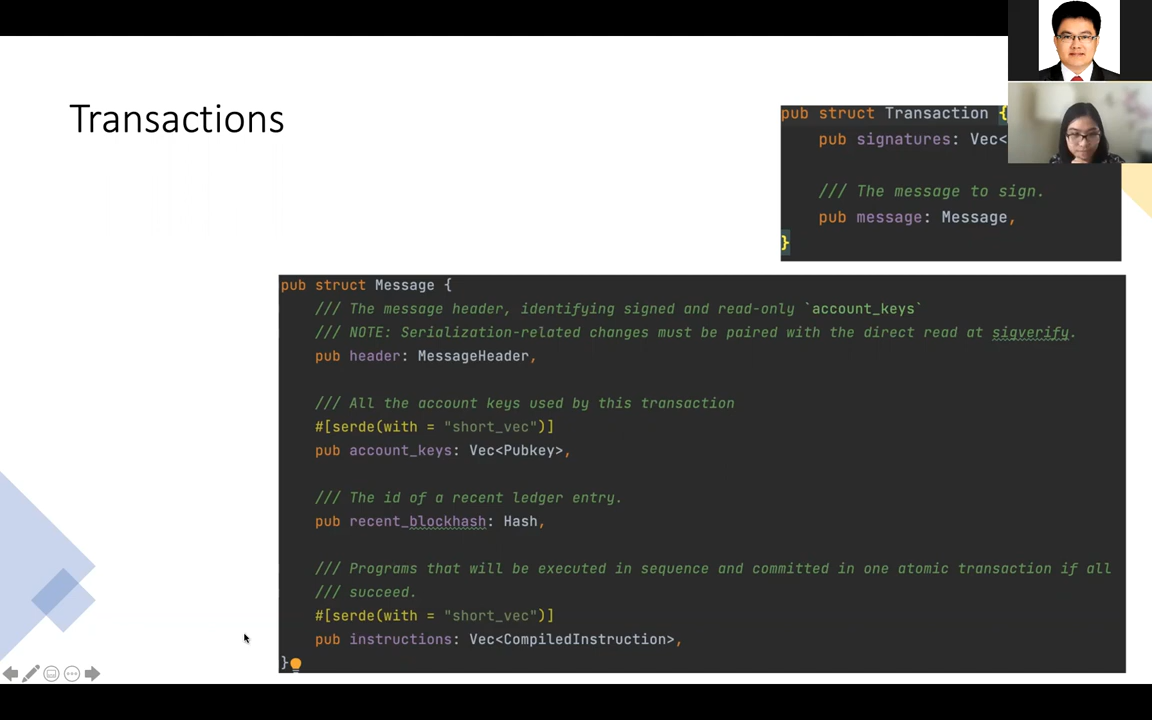 Transactions
pub struct Transaction {
pub signatures: Vec<
/// The message to sign.
pub message: Message,
}
pub struct Message {
/// The message header, identifying signed and read-only `account_keys`
/// NOTE: Serialization-related changes must be paired with the direct read at sigverify.
pub header: MessageHeader,
/// All the account keys used by this transaction
#[serde(with = "short_vec")]
pub account_keys: Vec<Pubkey>,
/// The id of a recent ledger entry.
pub recent_blockhash: Hash,
/// Programs that will be executed in sequence and committed in one atomic transaction if all
/// succeed.
#[serde(with = "short_vec")]
pub instructions: Vec<CompiledInstruction>,
}